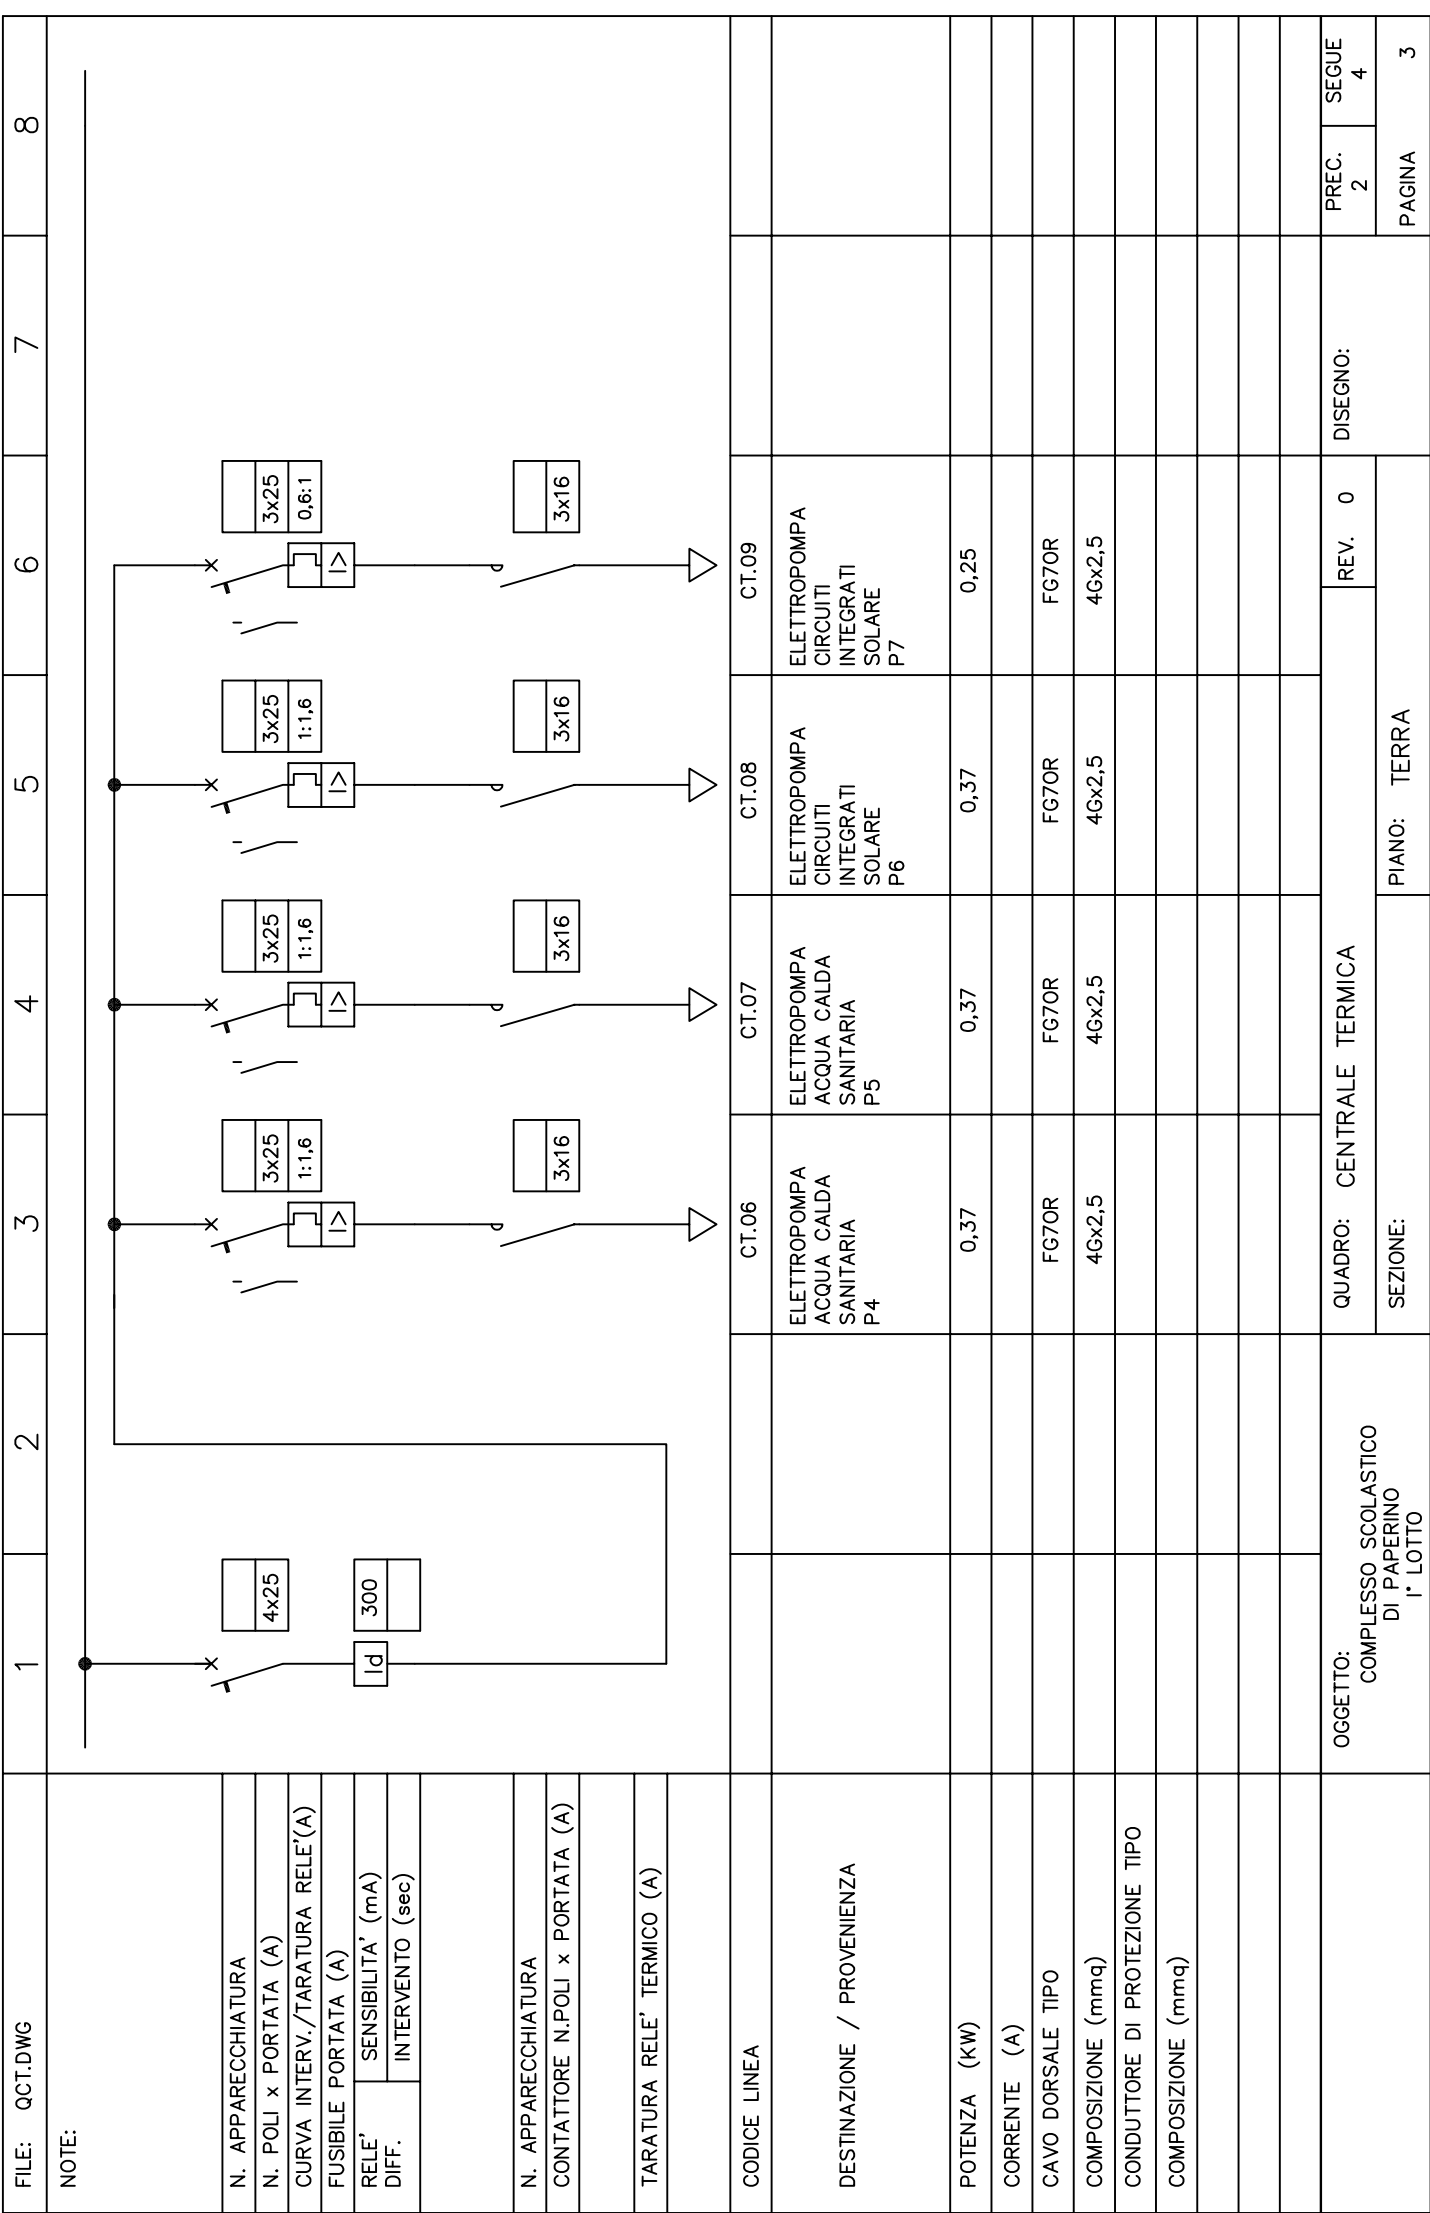 FILE: QCT.DWG
1 2 3 4 5 6 7 8
NOTE:
N. APPARECCHIATURA
N. POLI x PORTATA (A) 4x25 3x25 3x25 3x25 3x25
CURVA INTERV./TARATURA RELE'(A) 1:1,6 1:1,6 1:1,6 0,6:1
FUSIBILE PORTATA (A)
RELE' DIFF.
SENSIBILITA' (mA) 300
INTERVENTO (sec)
Id
I> I> I> I>
N. APPARECCHIATURA
CONTATTORE N.POLI x PORTATA (A) 3x16 3x16 3x16 3x16
TARATURA RELE' TERMICO (A)
CODICE LINEA CT.06 CT.07 CT.08 CT.09
DESTINAZIONE / PROVENIENZA
ELETTROPOMPA
ACQUA CALDA
SANITARIA
P4
ELETTROPOMPA
ACQUA CALDA
SANITARIA
P5
ELETTROPOMPA
CIRCUITI
INTEGRATI
SOLARE
P6
ELETTROPOMPA
CIRCUITI
INTEGRATI
SOLARE
P7
POTENZA (KW) 0,37 0,37 0,37 0,25
CORRENTE (A)
CAVO DORSALE TIPO FG7OR FG7OR FG7OR FG7OR
COMPOSIZIONE (mmq) 4Gx2,5 4Gx2,5 4Gx2,5 4Gx2,5
CONDUTTORE DI PROTEZIONE TIPO
COMPOSIZIONE (mmq)
OGGETTO:
COMPLESSO SCOLASTICO
DI PAPERINO
I° LOTTO
QUADRO: CENTRALE TERMICA
REV. 0
SEZIONE:
PIANO: TERRA
DISEGNO:
PREC.
2
SEGUE
4
PAGINA 3